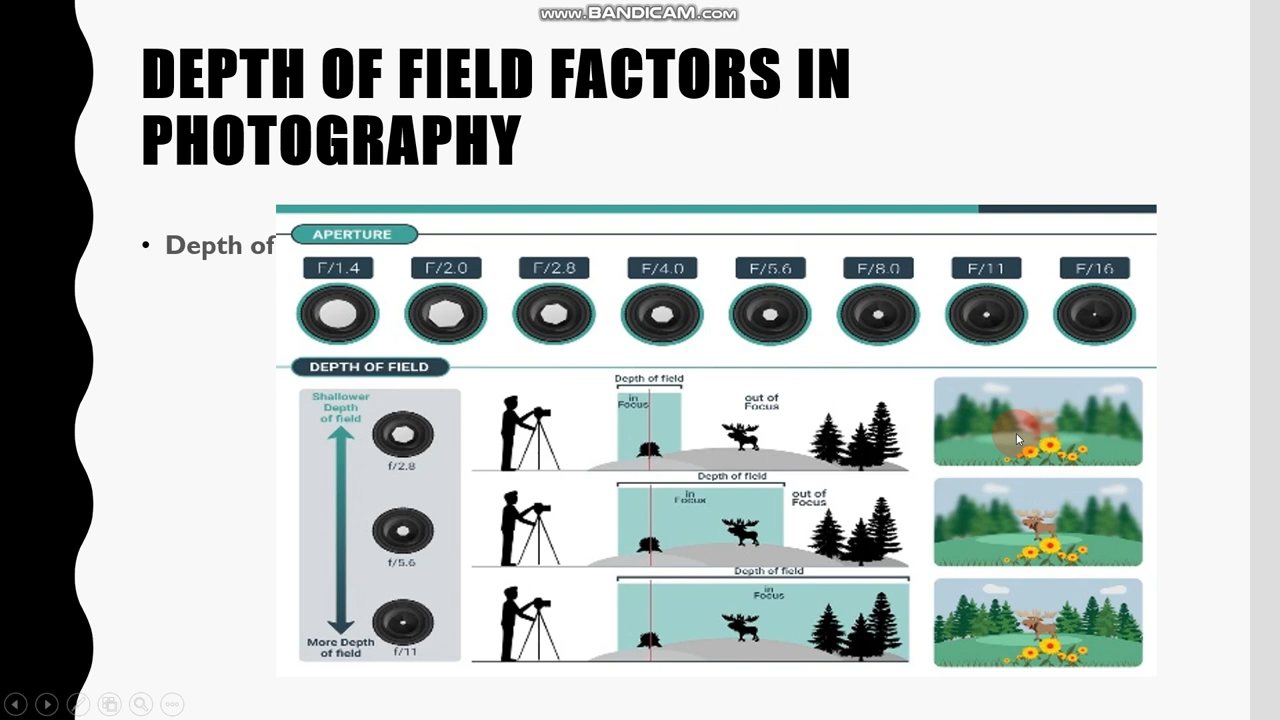 www.BANDICAM.com
DEPTH OF FIELD FACTORS IN
PHOTOGRAPHY
• Depth of
APERTURE
F/1.4 F/2.0 F/2.8 F/4.0 F/5.6 F/8.0 F/11 F/16
DEPTH OF FIELD
Shallower
Depth
of field
f/2.8
f/5.6
More Depth
of field
f/11
Depth of field
in
Focus
out of
Focus
Depth of field
in
Focus
out of
Focus
Depth of field
in
Focus